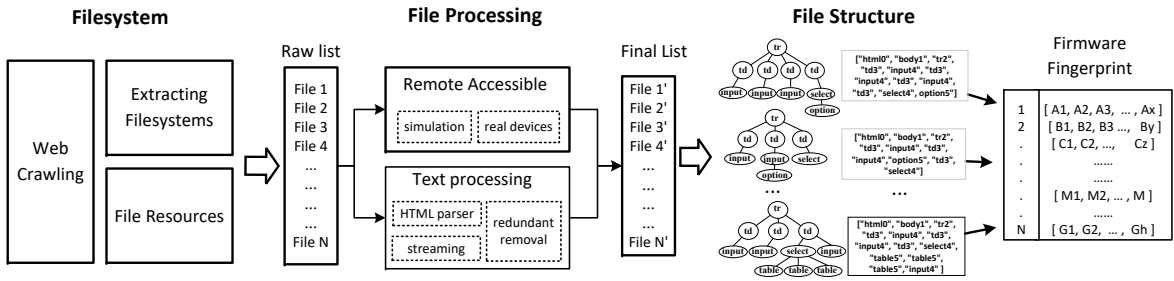 Filesystem
Web
Crawling
Extracting
Filesystems
File Resources
File Processing
Raw list
File 1
File 2
File 3
File 4
...
...
...
...
File N
Remote Accessible
simulation
real devices
Text processing
HTML parser
streaming
redundant
removal
Final List
File 1'
File 2'
File 3'
File 4'
...
...
...
...
File N'
File Structure
tr
td
td
td
td
input
input
input
select
option
["html0", "body1", "tr2",
"td3", "input4", "td3",
"input4", "td3", "input4",
"td3", "select4", option5"]
tr
td
td
td
input
input
select
option
["html0", "body1", "tr2",
"td3", "input4", "td3",
"input4","option5", "td3",
"select4"]
...
...
tr
td
td
td
td
input
input
select
input
table
table
table
["html0", "body1", "tr2",
"td3", "input4", "td3",
"input4", "td3", "select4",
"table5", "table5",
"table5","input4" ]
Firmware
Fingerprint
1 [ A1, A2, A3, ... , Ax ]
2 [ B1, B2, B3 ..., By ]
. [ C1, C2, ..., Cz ]
. ......
. ......
. [ M1, M2, ... , M ]
. ......
N [ G1, G2, ... , Gh ]